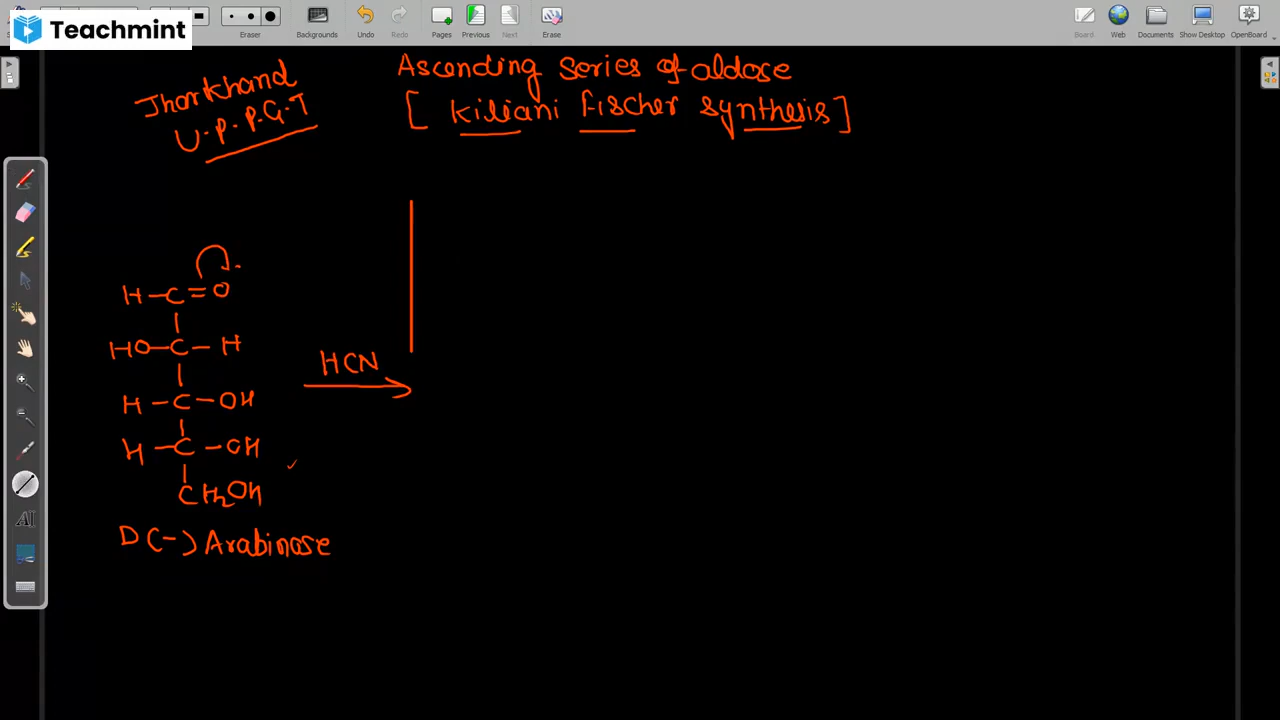 Teachmint
Eraser
Backgrounds
Undo
Redo
Pages
Previous
Next
Erase
Board
Web
Documents
Show Desktop
OpenBoard
Ascending series of aldose
[ Kiliani Fischer synthesis ]
Jharkhand
U.P.P.G.T
H-C=O
HO-C-H
H-C-OH
H-C-OH
CH2OH
HCN
D(-) Arabinose